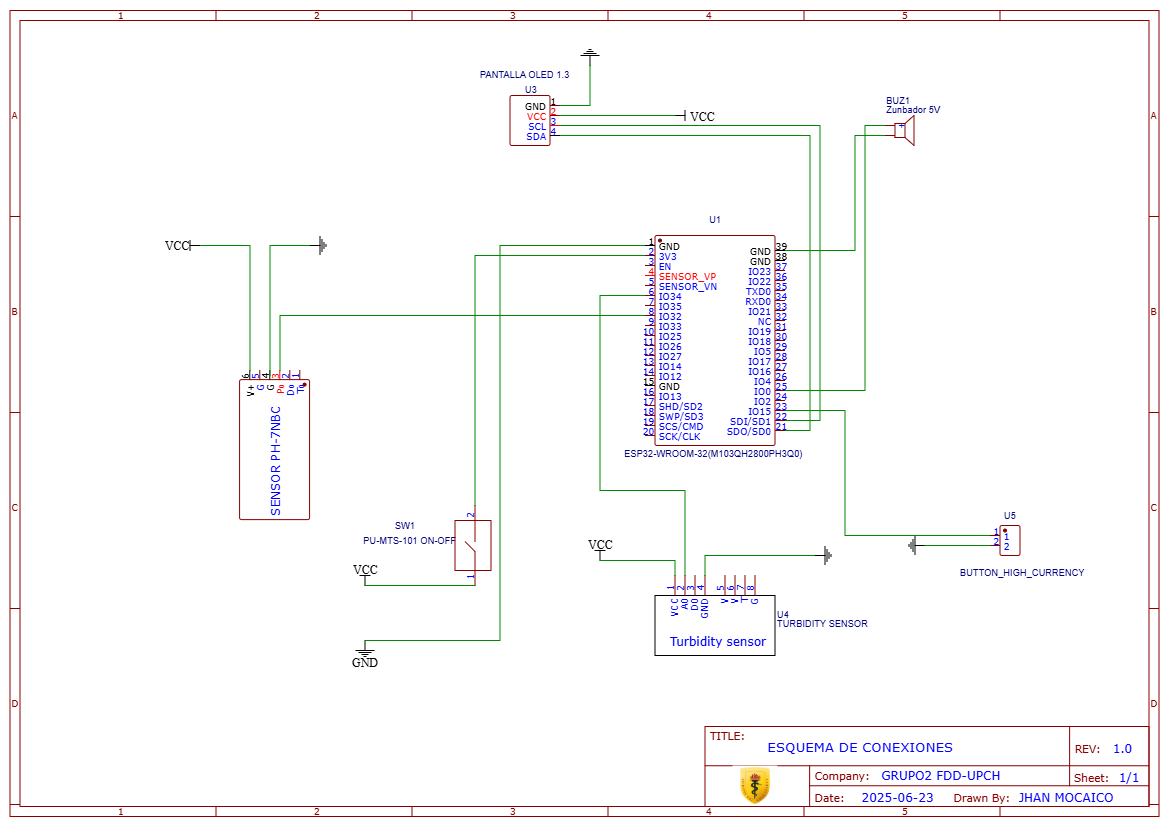 1 2 3 4 5
A A
B B
C C
D D
PANTALLA OLED 1.3
U3
GND 1
VCC 2
SCL 3
SDA 4
VCC
BUZ1
Zunbador 5V
+
U1
1 GND
2 3V3
3 EN
4 SENSOR_VP
5 SENSOR_VN
6 IO34
7 IO35
8 IO32
9 IO33
10 IO25
11 IO26
12 IO27
13 IO14
14 IO12
15 GND
16 IO13
17 SHD/SD2
18 SWP/SD3
19 SCS/CMD
20 SCK/CLK
GND 39
GND 38
IO23 37
IO22 36
TXD0 35
RXD0 34
IO21 33
NC 32
IO19 31
IO18 30
IO5 29
IO17 28
IO16 27
IO4 26
IO0 25
IO2 24
IO15 23
SDI/SD1 22
SDO/SD0 21
ESP32-WROOM-32(M103QH2800PH3Q0)
VCC
6 5 4 3 2 1
V+ G G Po Do To
SENSOR PH-7NBC
SW1
PU-MTS-101 ON-OFF
2
1
VCC
GND
VCC
1 2 3 4 5 6 7 8
VCC A0 D0 GND V V T G
Turbidity sensor
U4
TURBIDITY SENSOR
U5
1 1
2 2
BUTTON_HIGH_CURRENCY
TITLE:
ESQUEMA DE CONEXIONES
REV: 1.0
Company: GRUPO2 FDD-UPCH
Sheet: 1/1
Date: 2025-06-23 Drawn By: JHAN MOCAICO
1 2 3 4 5